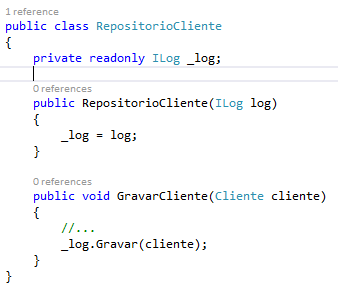 1 reference
public class RepositorioCliente
{
private readonly ILog _log;
0 references
public RepositorioCliente(ILog log)
{
_log = log;
}
0 references
public void GravarCliente(Cliente cliente)
{
//...
_log.Gravar(cliente);
}
}